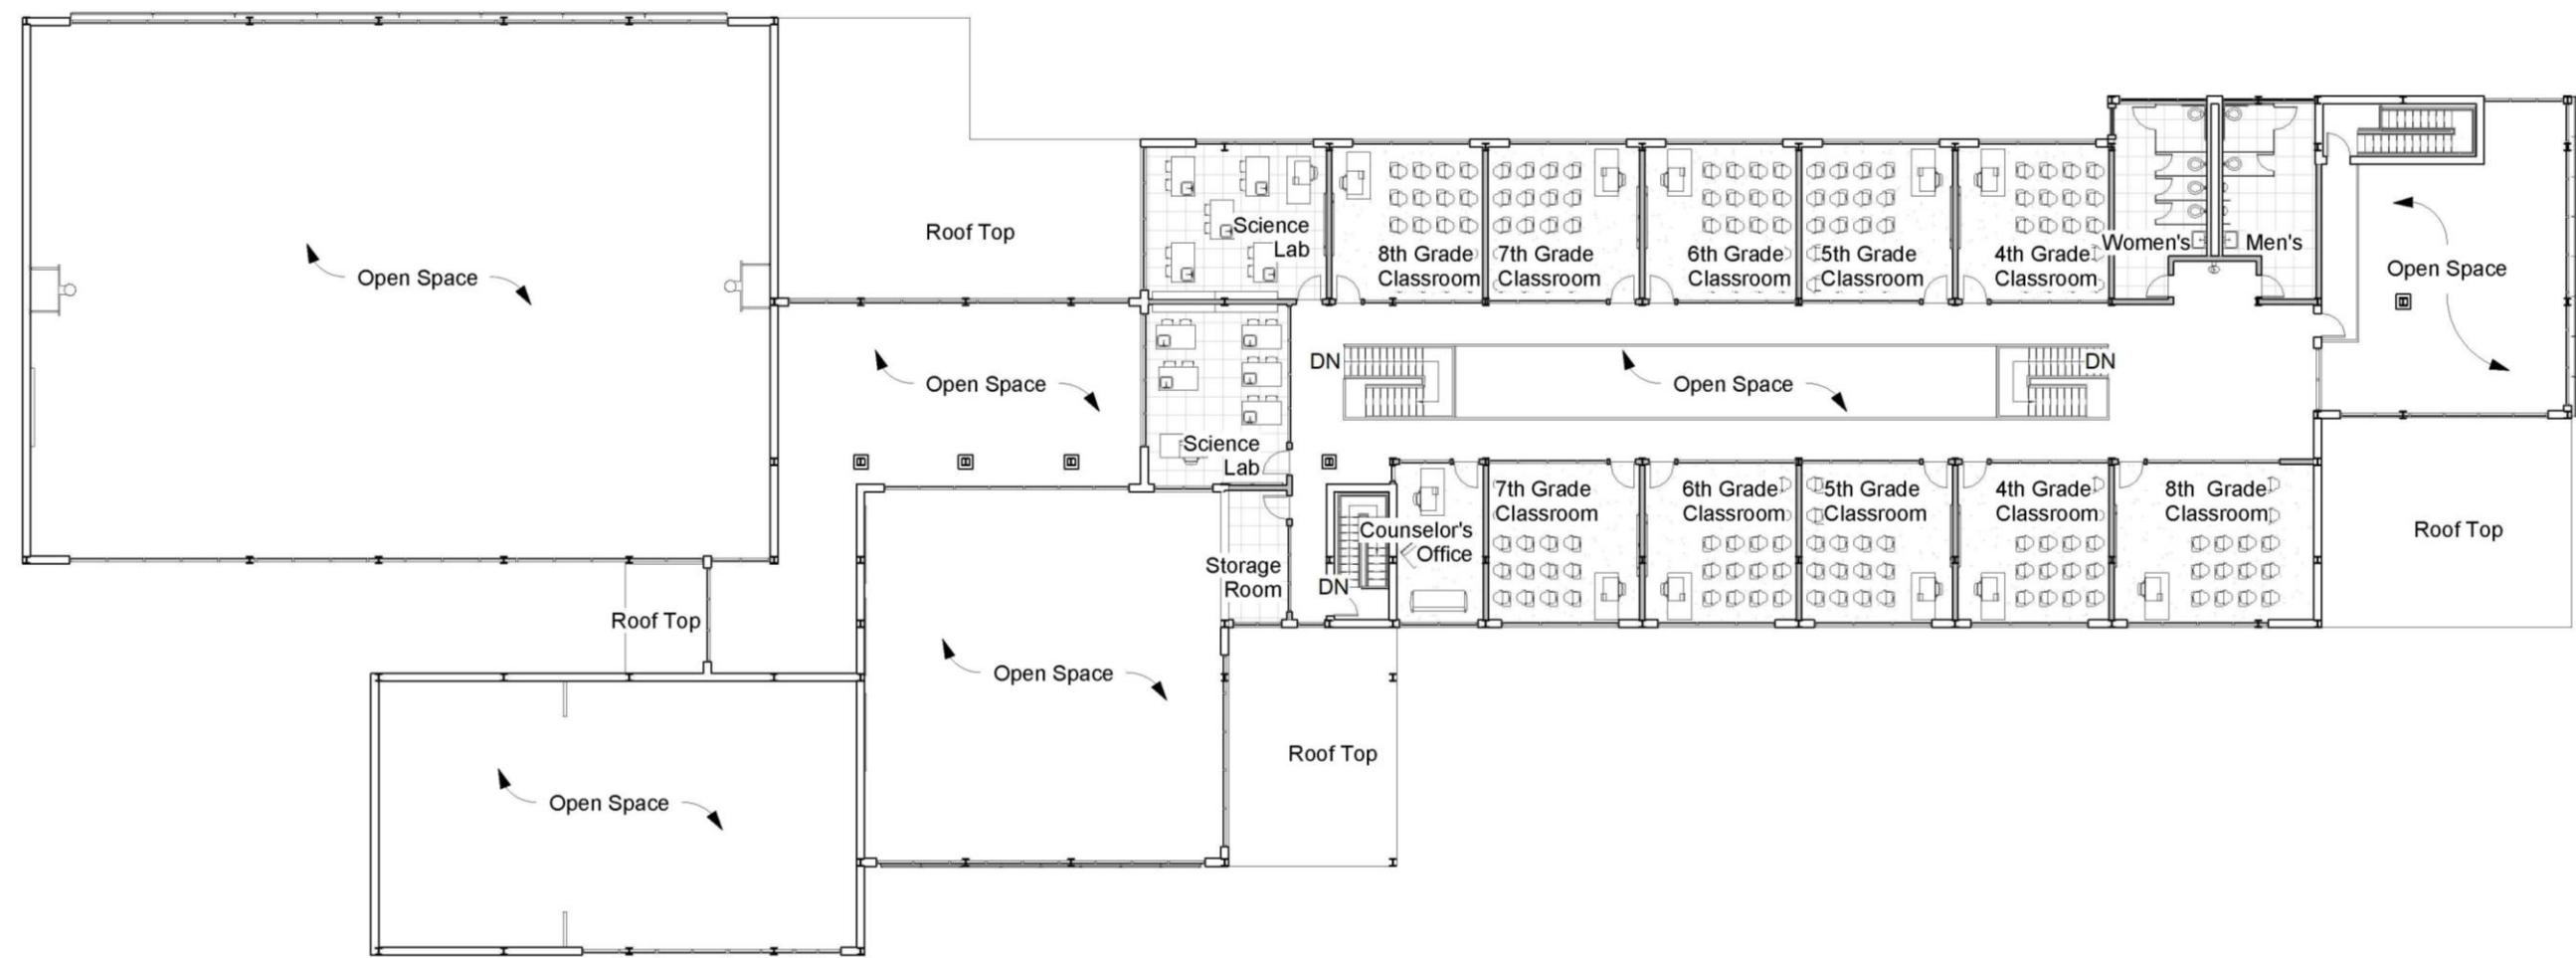 Roof Top
Science
Lab
8th Grade
Classroom
7th Grade
Classroom
6th Grade
Classroom
5th Grade
Classroom
4th Grade
Classroom
Women's
Men's
Open Space
Open Space
Open Space
DN
Open Space
DN
Science
Lab
Storage
Room
DN
Counselor's
Office
7th Grade
Classroom
6th Grade
Classroom
5th Grade
Classroom
4th Grade
Classroom
8th Grade
Classroom
Roof Top
Roof Top
Open Space
Roof Top
Open Space